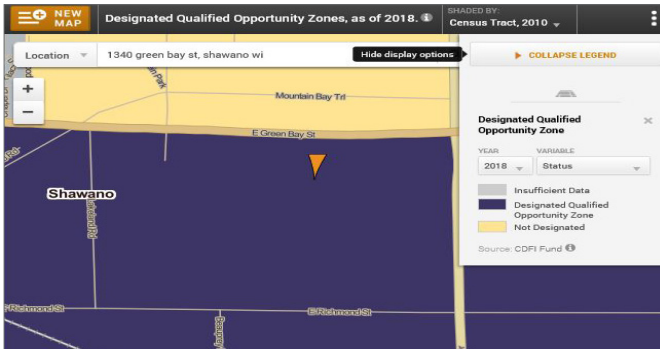 NEW
MAP
Designated Qualified Opportunity Zones, as of 2018.
SHADED BY:
Census Tract, 2010
Location
1340 green bay st, shawano wi
Hide display options
COLLAPSE LEGEND
+
−
Mountain Bay Trl
E Green Bay St
Shawano
E Richmond St
E Richmond St
Designated Qualified
Opportunity Zone
YEAR
VARIABLE
2018
Status
Insufficient Data
Designated Qualified
Opportunity Zone
Not Designated
Source: CDFI Fund